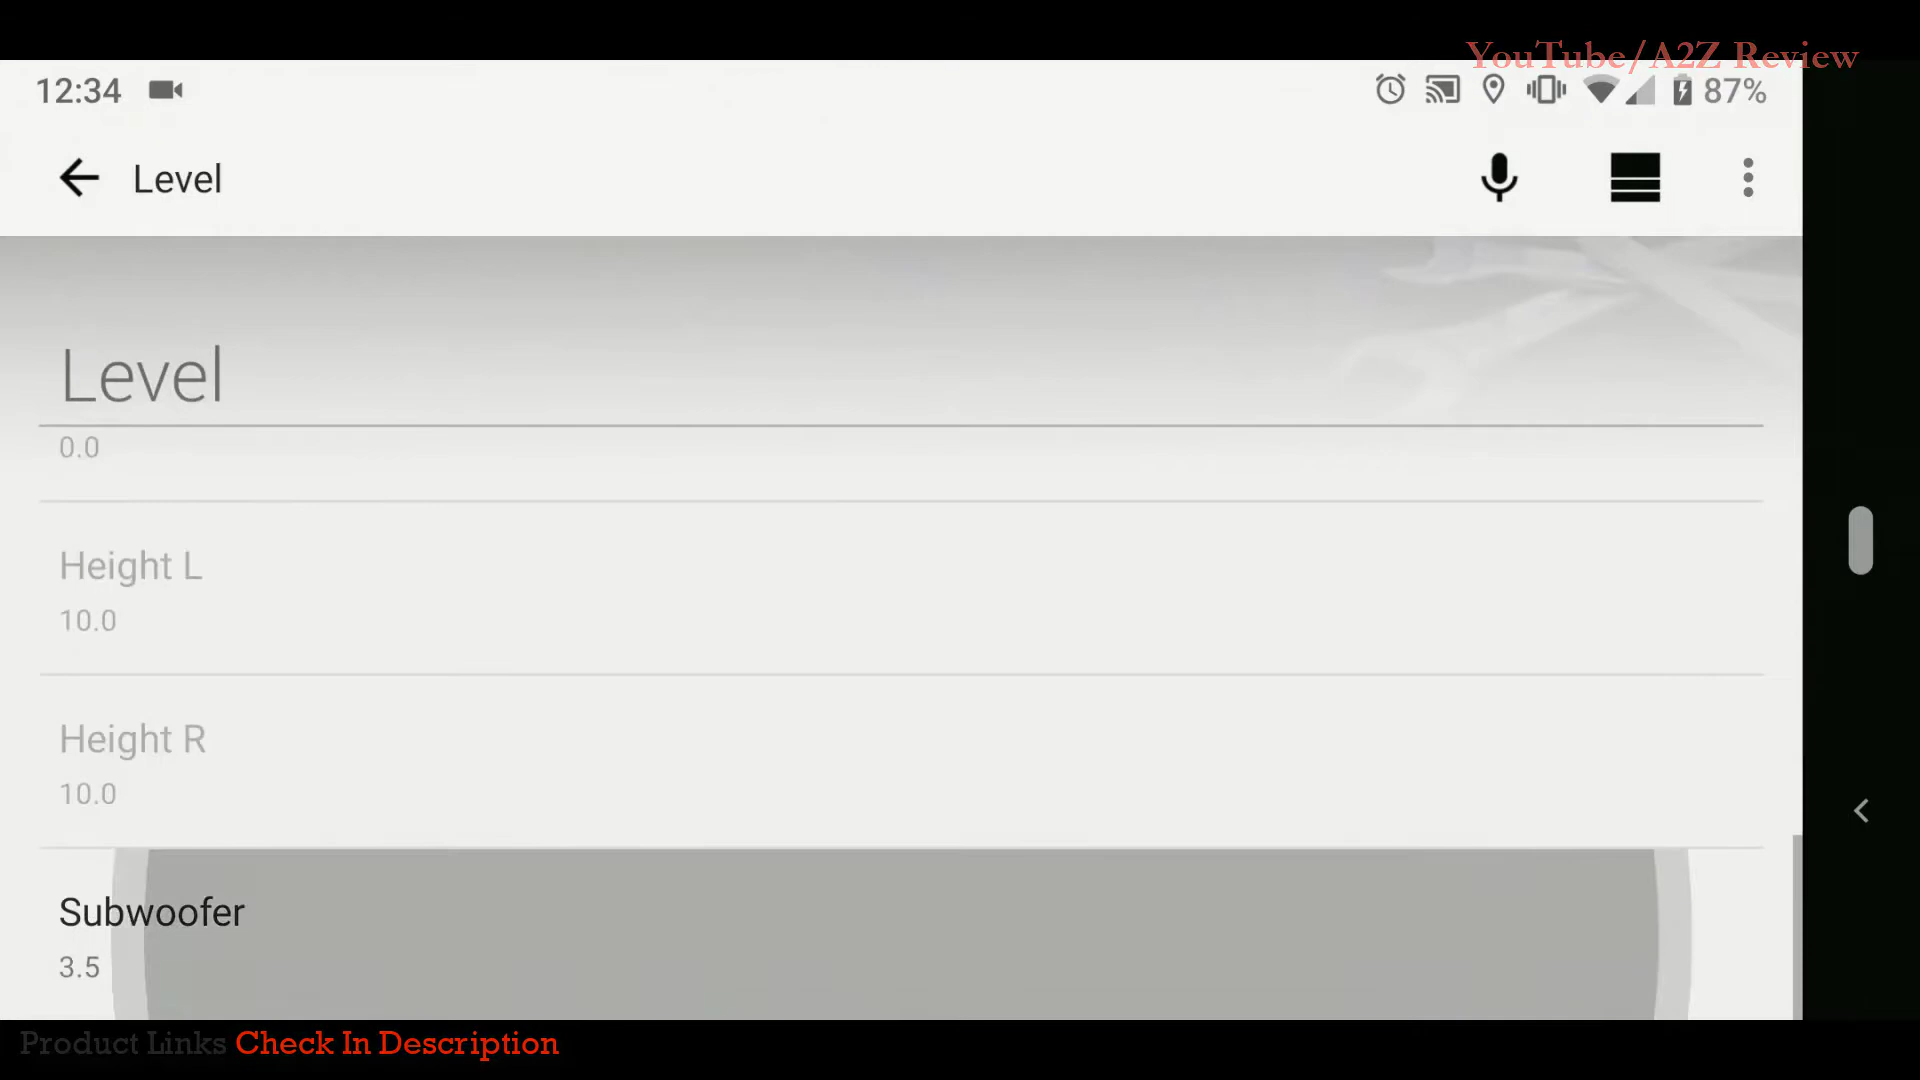 YouTube/A2Z Review
12:34
87%
Level
Level
0.0
Height L
10.0
Height R
10.0
Subwoofer
3.5
Product Links Check In Description